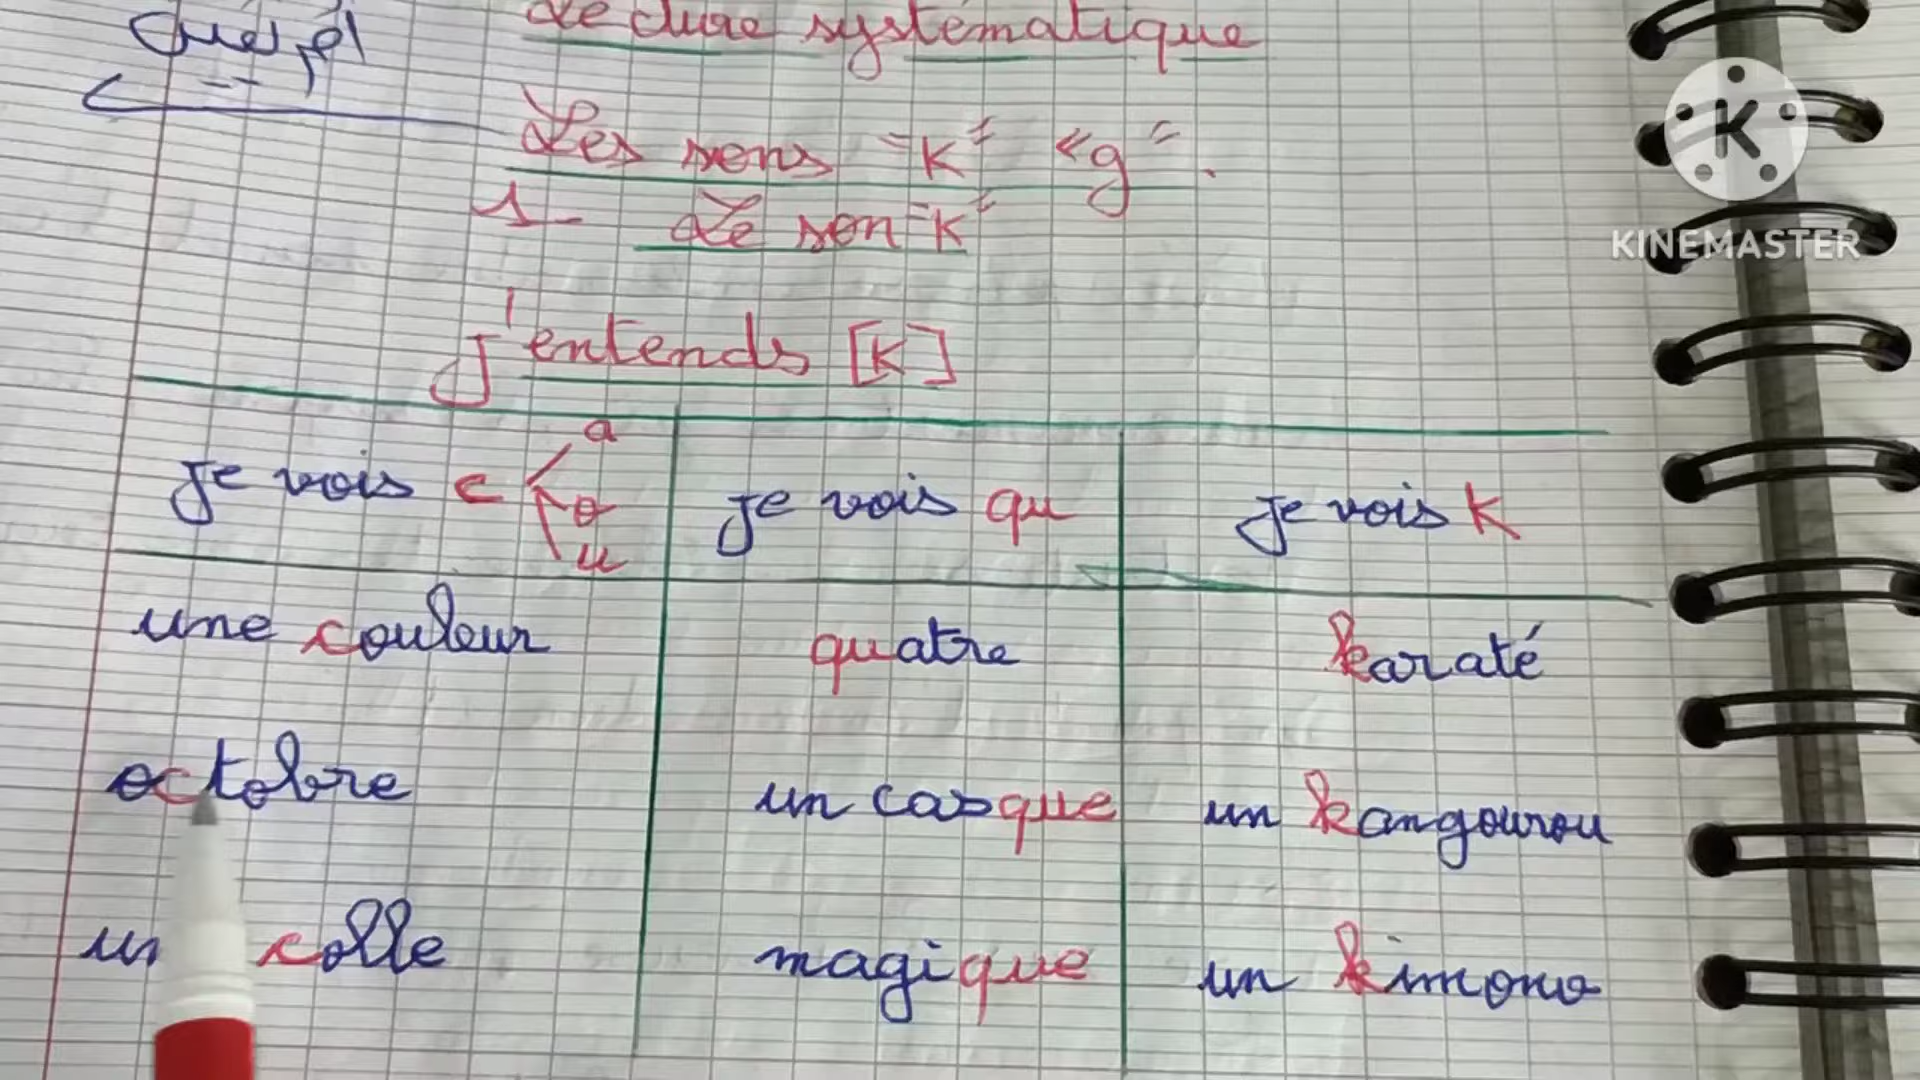 Lecture systématique
Les sons "k" "g".
1- Le son "k"
J'entends [k]
je vois c a o u
je vois qu
je vois k
une couleur
quatre
karaté
octobre
un casque
un kangourou
colle
magique
un kimono
K
KINEMASTER